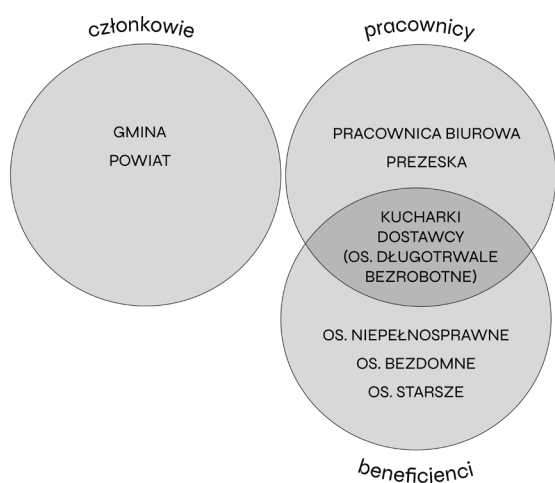 członkowie
GMINA
POWIAT
pracownicy
PRACOWNICA BIUROWA
PREZESKA
KUCHARKI
DOSTAWCY
(OS. DŁUGOTRWALE
BEZROBOTNE)
OS. NIEPEŁNOSPRAWNE
OS. BEZDOMNE
OS. STARSZE
beneficienci